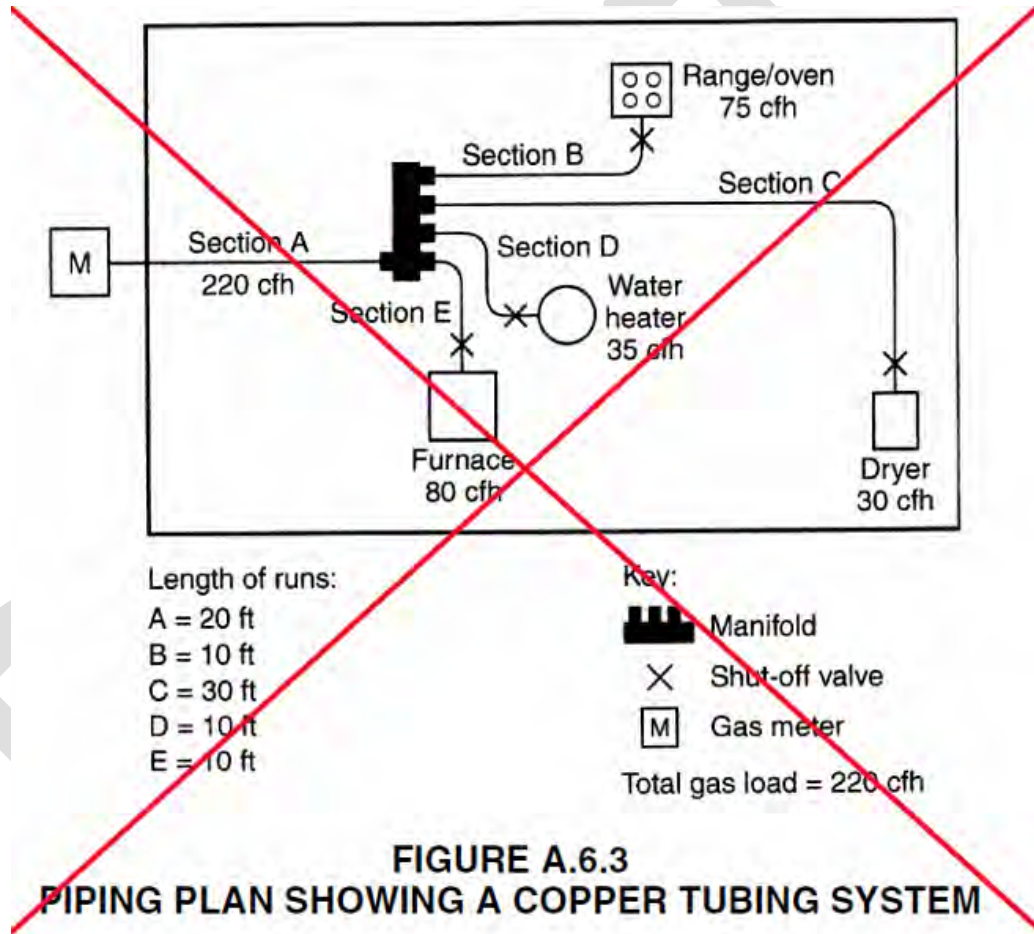 Range/oven
75 cfh
Section B
Section C
M
Section A
220 cfh
Section D
Water
heater
35 cfh
Section E
Furnace
80 cfh
Dryer
30 cfh
Length of runs:
A = 20 ft
B = 10 ft
C = 30 ft
D = 10 ft
E = 10 ft
Key:
Manifold
Shut-off valve
M Gas meter
Total gas load = 220 cfh
FIGURE A.6.3
PIPING PLAN SHOWING A COPPER TUBING SYSTEM